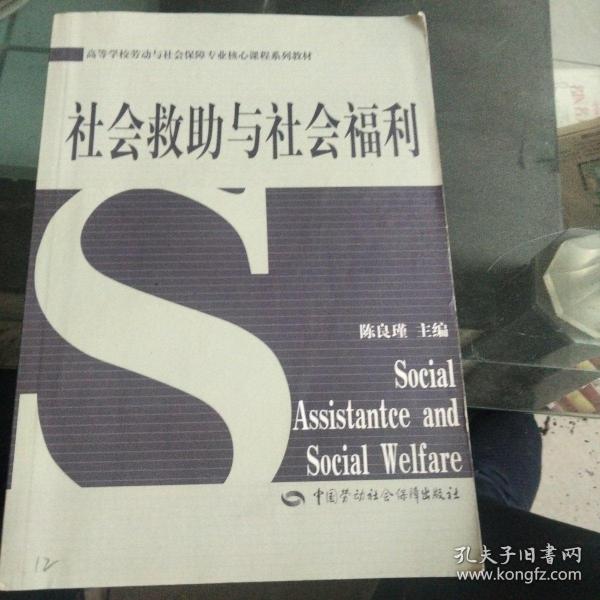 高等学校劳动与社会保障专业核心课程系列教材
社会救助与社会福利
S
陈良瑾 主编
Social
Assistantce and
Social Welfare
中国劳动社会保障出版社
12
孔夫子旧书网
www.kongfz.com